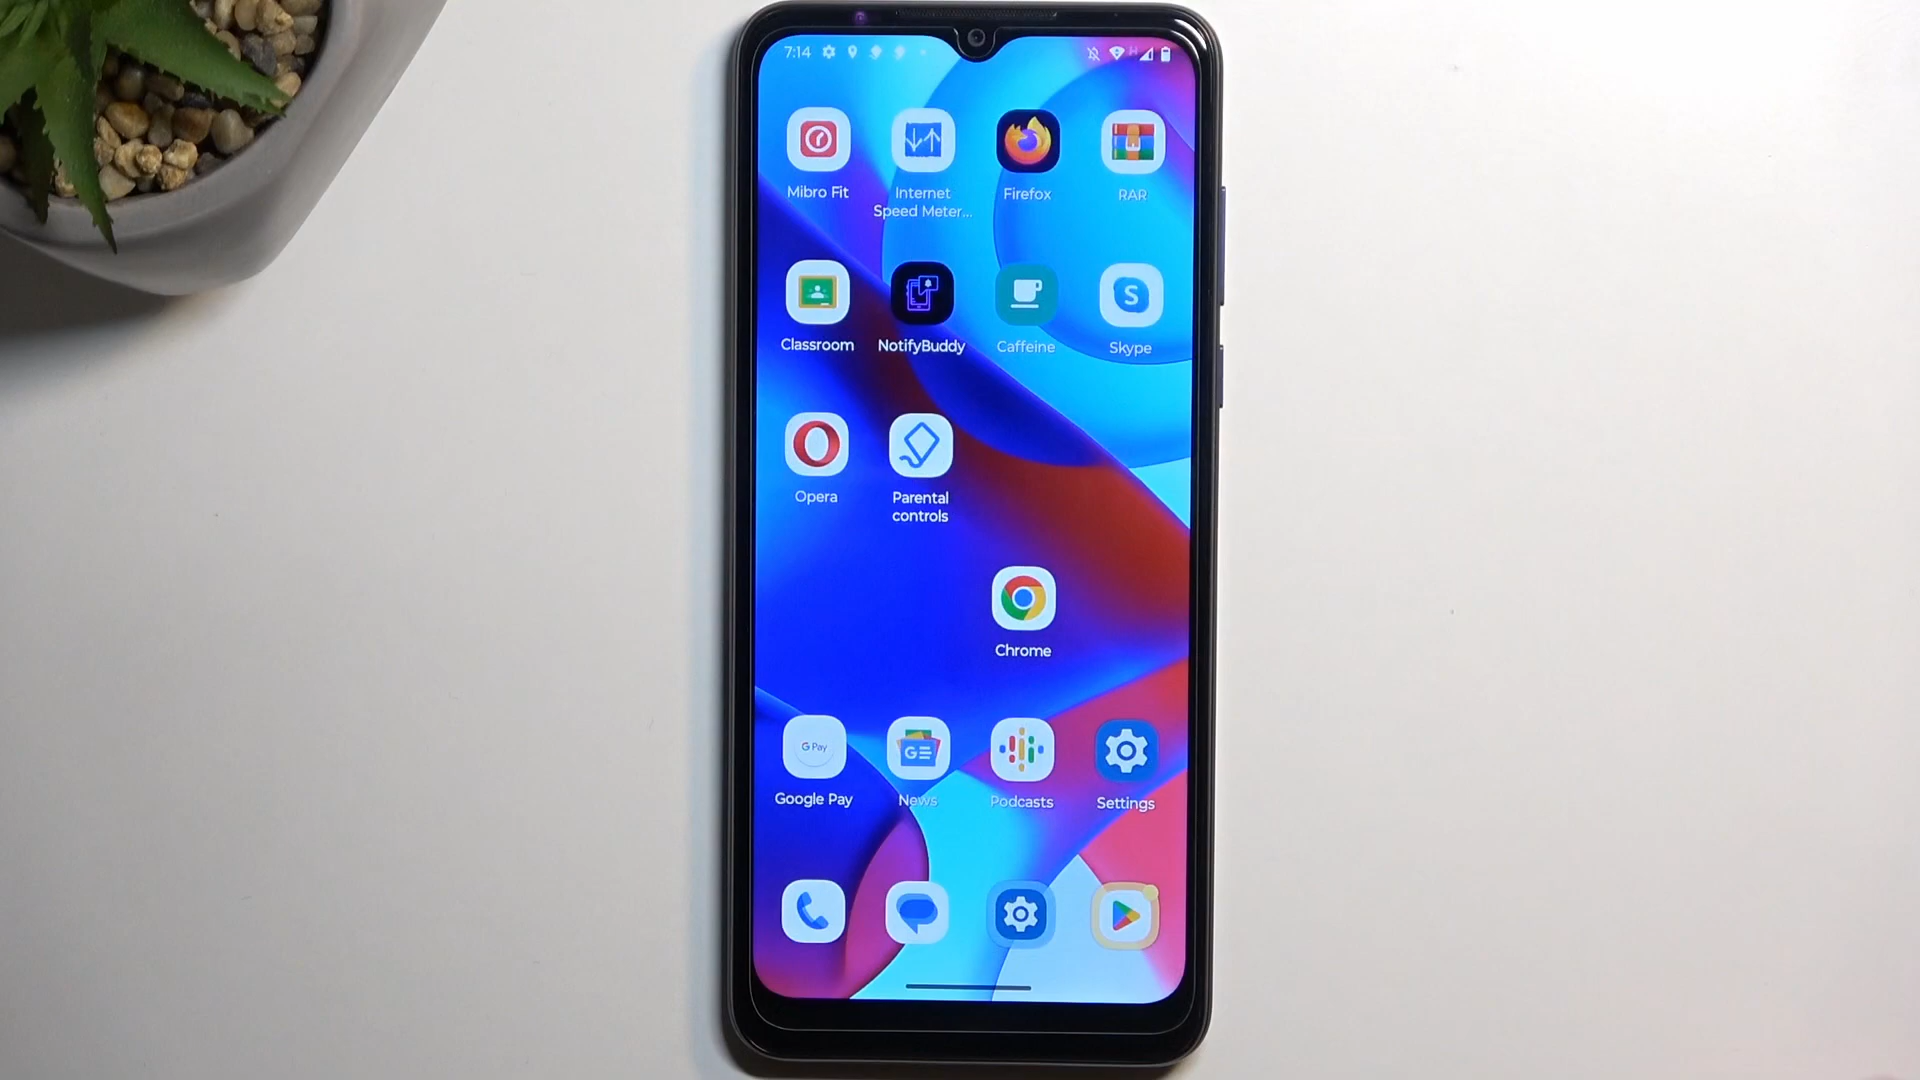 7:14
Mibro Fit
Internet
Speed Meter...
Firefox
RAR
Classroom
NotifyBuddy
Caffeine
S
Skype
Opera
Parental
controls
Chrome
G Pay
Google Pay
GE
News
Podcasts
Settings